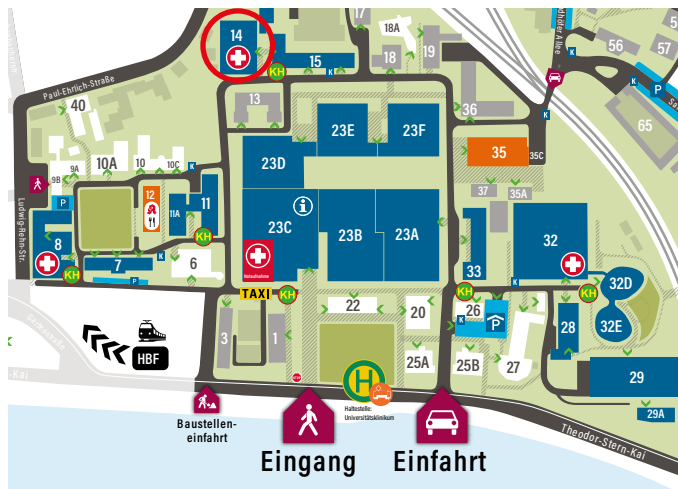 14
KH
15
K
17
18A
18
19
K
56
57
5
P
65
Paul-Ehrlich-Straße
40
13
23E
23F
36
35
35C
10A
10
10C
K
9A
9B
23D
37
35A
P
12
11A
11
23C
i
23B
23A
32
8
KH
7
P
K
6
KH
Notaufnahme
33
32D
Ludwig-Rehn-Str.
TAXI
KH
KH
K
KH
22
20
26
K
P
28
32E
3
1
HBF
25A
25B
27
29
STOP
H
Haltestelle:
Universitätsklinikum
29A
Baustellen-
einfahrt
Eingang
Einfahrt
Theodor-Stern-Kai